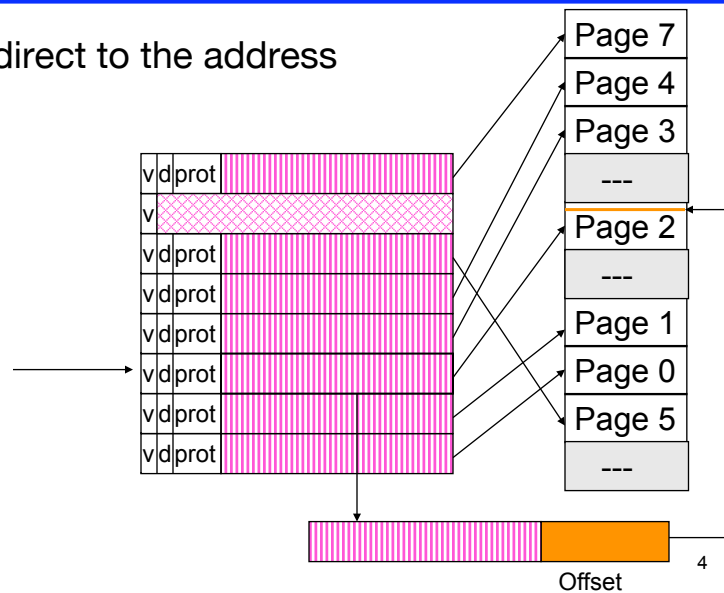 direct to the address
v d prot
v
v d prot
v d prot
v d prot
v d prot
v d prot
v d prot
Page 7
Page 4
Page 3
---
Page 2
---
Page 1
Page 0
Page 5
---
Offset
4